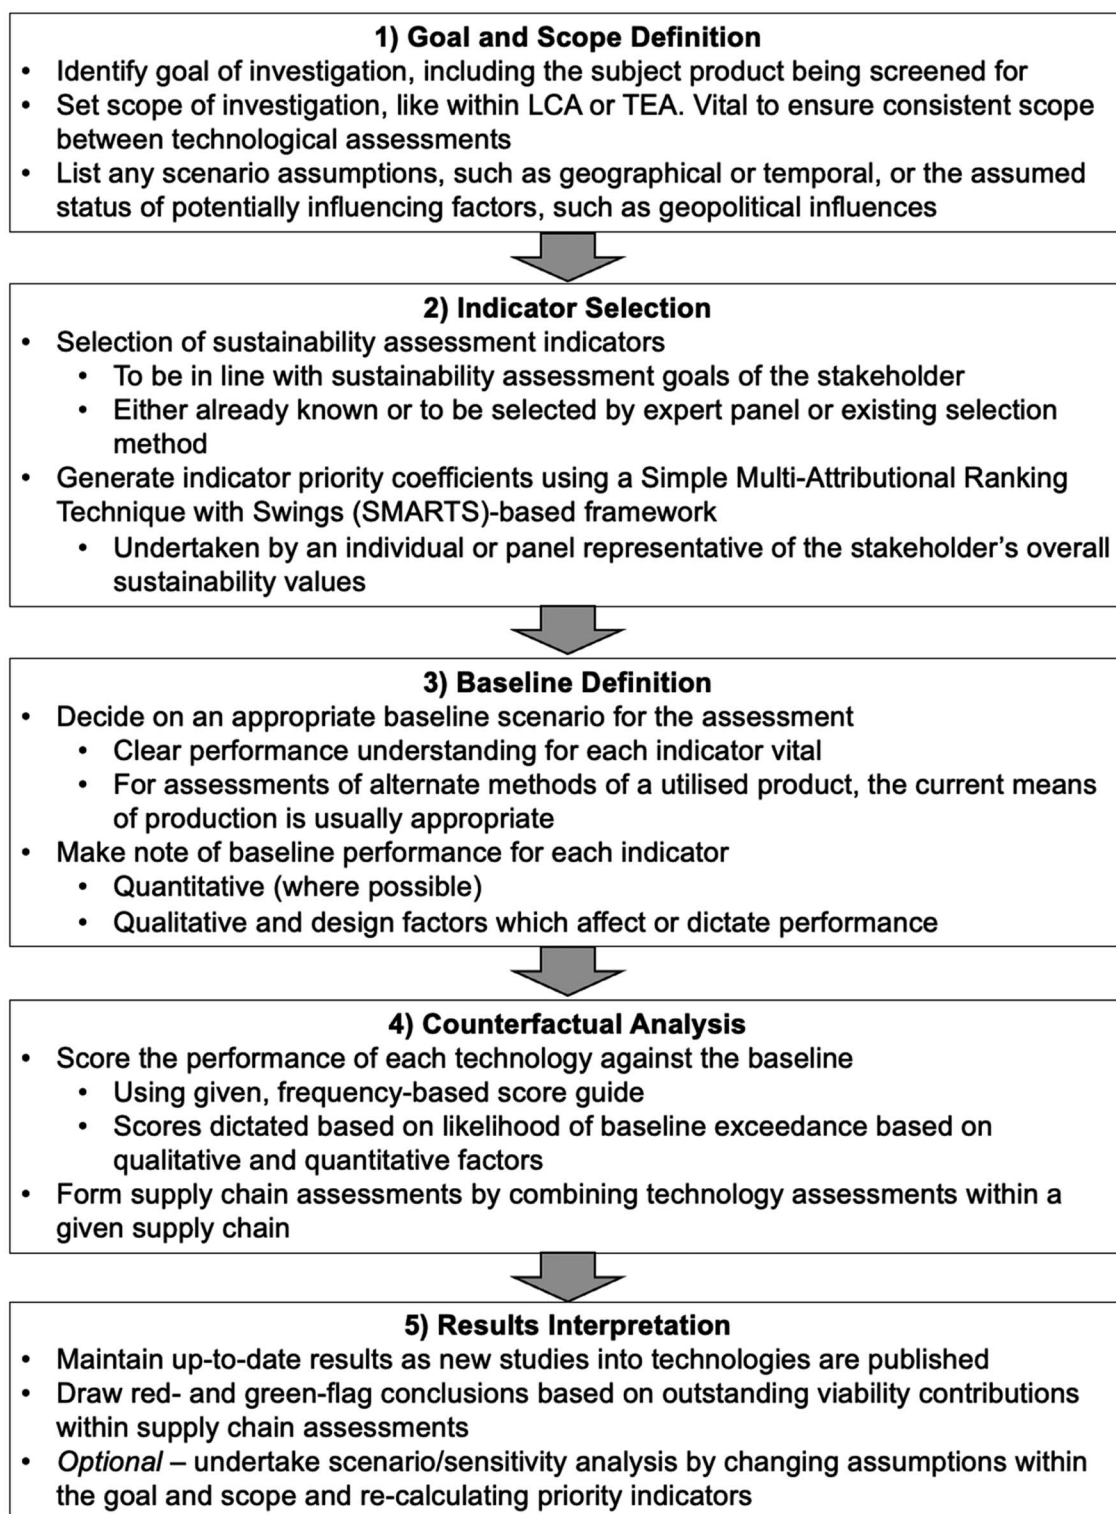 1) Goal and Scope Definition
• Identify goal of investigation, including the subject product being screened for
• Set scope of investigation, like within LCA or TEA. Vital to ensure consistent scope
between technological assessments
• List any scenario assumptions, such as geographical or temporal, or the assumed
status of potentially influencing factors, such as geopolitical influences
2) Indicator Selection
• Selection of sustainability assessment indicators
• To be in line with sustainability assessment goals of the stakeholder
• Either already known or to be selected by expert panel or existing selection
method
• Generate indicator priority coefficients using a Simple Multi-Attributional Ranking
Technique with Swings (SMARTS)-based framework
• Undertaken by an individual or panel representative of the stakeholder's overall
sustainability values
3) Baseline Definition
• Decide on an appropriate baseline scenario for the assessment
• Clear performance understanding for each indicator vital
• For assessments of alternate methods of a utilised product, the current means
of production is usually appropriate
• Make note of baseline performance for each indicator
• Quantitative (where possible)
• Qualitative and design factors which affect or dictate performance
4) Counterfactual Analysis
• Score the performance of each technology against the baseline
• Using given, frequency-based score guide
• Scores dictated based on likelihood of baseline exceedance based on
qualitative and quantitative factors
• Form supply chain assessments by combining technology assessments within a
given supply chain
5) Results Interpretation
• Maintain up-to-date results as new studies into technologies are published
• Draw red- and green-flag conclusions based on outstanding viability contributions
within supply chain assessments
• Optional – undertake scenario/sensitivity analysis by changing assumptions within
the goal and scope and re-calculating priority indicators